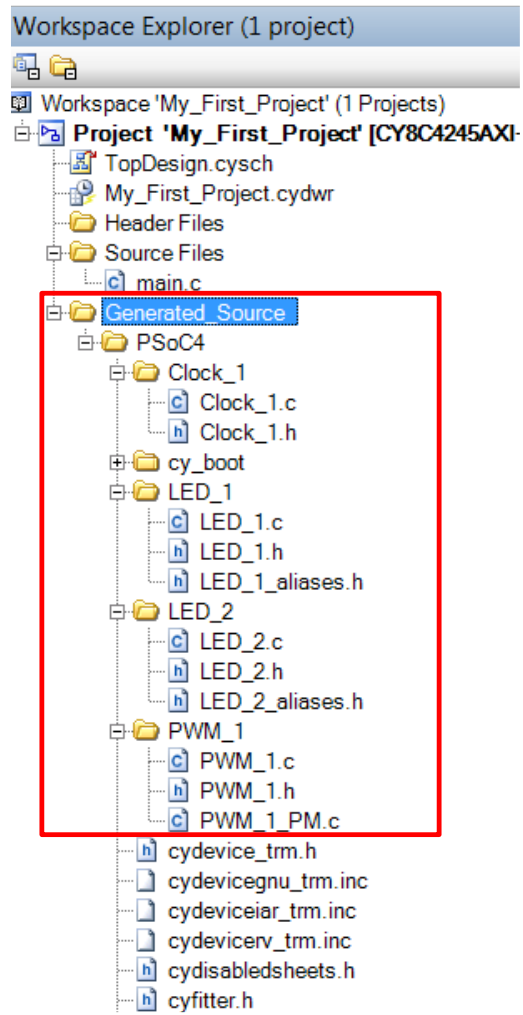 Workspace Explorer (1 project)
Workspace 'My_First_Project' (1 Projects)
Project 'My_First_Project' [CY8C4245AXI-
TopDesign.cysch
My_First_Project.cydwr
Header Files
Source Files
main.c
Generated_Source
PSoC4
Clock_1
Clock_1.c
Clock_1.h
cy_boot
LED_1
LED_1.c
LED_1.h
LED_1_aliases.h
LED_2
LED_2.c
LED_2.h
LED_2_aliases.h
PWM_1
PWM_1.c
PWM_1.h
PWM_1_PM.c
cydevice_trm.h
cydevicegnu_trm.inc
cydeviceiar_trm.inc
cydevicerv_trm.inc
cydisabledsheets.h
cyfitter.h